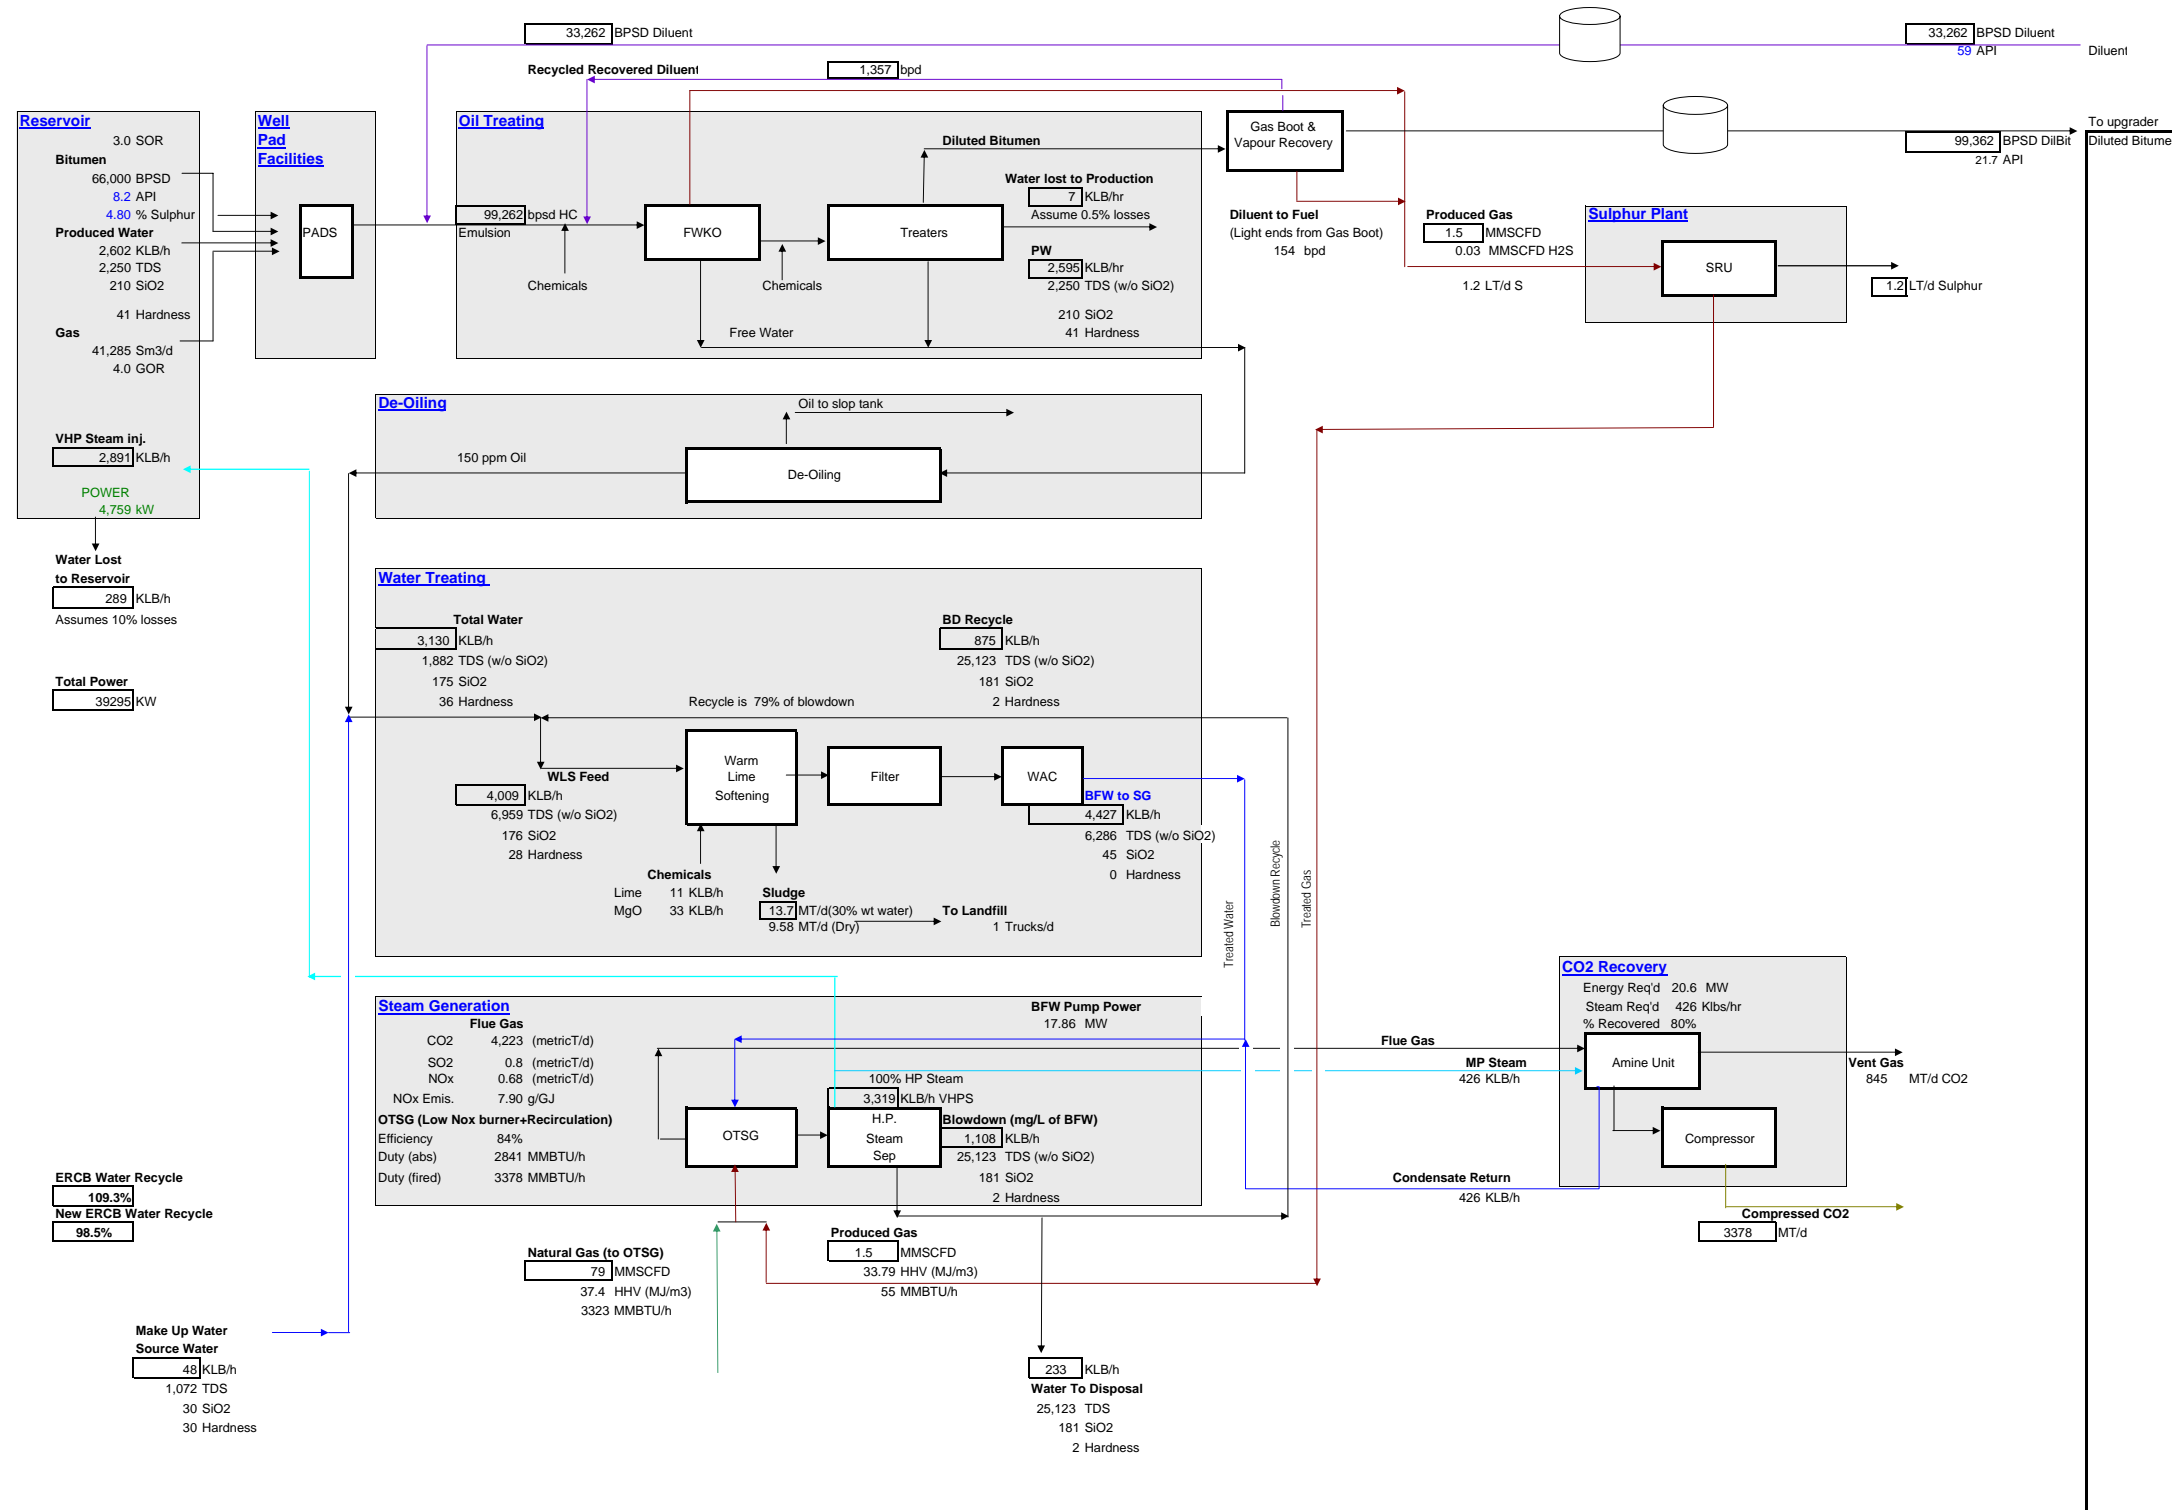 33,262 BPSD Diluent
33,262 BPSD Diluent
59 API
Diluent
Recycled Recovered Diluent
1,357 bpd
Reservoir
3.0 SOR
Bitumen
66,000 BPSD
8.2 API
4.80 % Sulphur
Produced Water
2,602 KLB/h
2,250 TDS
210 SiO2
41 Hardness
Gas
41,285 Sm3/d
4.0 GOR
VHP Steam inj.
2,891 KLB/h
POWER
4,759 kW
Water Lost
to Reservoir
289 KLB/h
Assumes 10% losses
Total Power
39295 KW
Well
Pad
Facilities
PADS
Oil Treating
99,262 bpsd HC
Emulsion
Chemicals
FWKO
Chemicals
Free Water
Treaters
Diluted Bitumen
Water lost to Production
7 KLB/hr
Assume 0.5% losses
PW
2,595 KLB/hr
2,250 TDS (w/o SiO2)
210 SiO2
41 Hardness
Gas Boot &
Vapour Recovery
Diluent to Fuel
(Light ends from Gas Boot)
154 bpd
To upgrader
99,362 BPSD DilBit
Diluted Bitume
21.7 API
Produced Gas
1.5 MMSCFD
0.03 MMSCFD H2S
1.2 LT/d S
Sulphur Plant
SRU
1.2 LT/d Sulphur
De-Oiling
Oil to slop tank
150 ppm Oil
De-Oiling
Water Treating
Total Water
3,130 KLB/h
1,882 TDS (w/o SiO2)
175 SiO2
36 Hardness
BD Recycle
875 KLB/h
25,123 TDS (w/o SiO2)
181 SiO2
2 Hardness
Recycle is 79% of blowdown
WLS Feed
4,009 KLB/h
6,959 TDS (w/o SiO2)
176 SiO2
28 Hardness
Warm
Lime
Softening
Filter
WAC
BFW to SG
4,427 KLB/h
6,286 TDS (w/o SiO2)
45 SiO2
0 Hardness
Chemicals
Lime 11 KLB/h
MgO 33 KLB/h
Sludge
13.7 MT/d(30% wt water)
9.58 MT/d (Dry)
To Landfill
1 Trucks/d
Treated Water
Blowdown Recycle
Treated Gas
Steam Generation
Flue Gas
CO2 4,223 (metricT/d)
SO2 0.8 (metricT/d)
NOx 0.68 (metricT/d)
NOx Emis. 7.90 g/GJ
OTSG (Low Nox burner+Recirculation)
Efficiency 84%
Duty (abs) 2841 MMBTU/h
Duty (fired) 3378 MMBTU/h
BFW Pump Power
17.86 MW
OTSG
100% HP Steam
3,319 KLB/h VHPS
H.P.
Steam
Sep
Blowdown (mg/L of BFW)
1,108 KLB/h
25,123 TDS (w/o SiO2)
181 SiO2
2 Hardness
CO2 Recovery
Energy Req'd 20.6 MW
Steam Req'd 426 Klbs/hr
% Recovered 80%
Amine Unit
Compressor
Flue Gas
MP Steam
426 KLB/h
Vent Gas
845 MT/d CO2
Condensate Return
426 KLB/h
Compressed CO2
3378 MT/d
ERCB Water Recycle
109.3%
New ERCB Water Recycle
98.5%
Natural Gas (to OTSG)
79 MMSCFD
37.4 HHV (MJ/m3)
3323 MMBTU/h
Produced Gas
1.5 MMSCFD
33.79 HHV (MJ/m3)
55 MMBTU/h
Make Up Water
Source Water
48 KLB/h
1,072 TDS
30 SiO2
30 Hardness
233 KLB/h
Water To Disposal
25,123 TDS
181 SiO2
2 Hardness